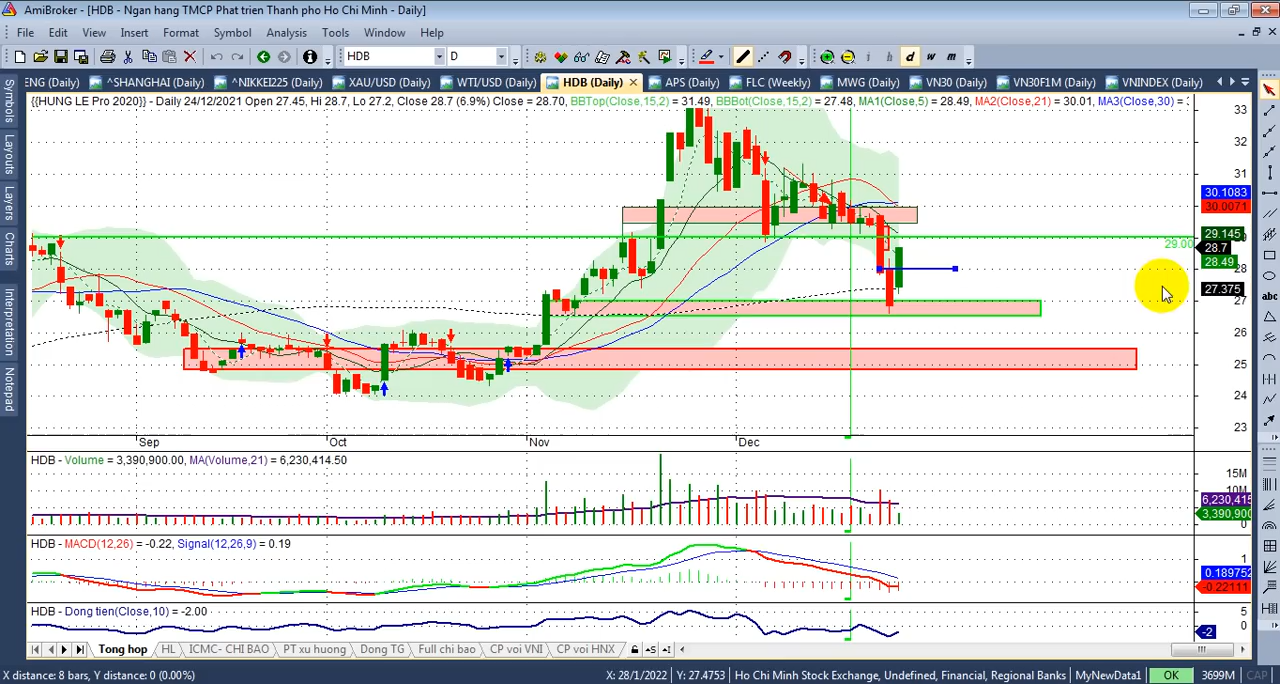 AmiBroker - [HDB - Ngan hang TMCP Phat trien Thanh pho Ho Chi Minh - Daily]
File Edit View Insert Format Symbol Analysis Tools Window Help
HDB D i h d w m
ENG (Daily) ^SHANGHAI (Daily) ^NIKKEI225 (Daily) XAU/USD (Daily) WTI/USD (Daily) HDB (Daily) APS (Daily) FLC (Weekly) MWG (Daily) VN30 (Daily) VN30F1M (Daily) VNINDEX (Daily)
{{HUNG LE Pro 2020}} - Daily 24/12/2021 Open 27.45, Hi 28.7, Lo 27.2, Close 28.7 (6.9%) Close = 28.70, BBTop(Close,15,2) = 31.49, BBBot(Close,15,2) = 27.48, MA1(Close,5) = 28.49, MA2(Close,21) = 30.01, MA3(Close,30) =
Symbols
Layouts
Layers
Charts
Interpretation
Notepad
33
32
31
30.1083
30.0071
29.145
29.00
28.7
28.49
28
27.375
27
26
25
24
23
abc
Sep Oct Nov Dec
HDB - Volume = 3,390,900.00, MA(Volume,21) = 6,230,414.50
15M
10M
6,230,415
3,390,900
0
HDB - MACD(12,26) = -0.22, Signal(12,26,9) = 0.19
1
0.189752
-0.22111
HDB - Dong tien(Close,10) = -2.00
5
0
-2
Tong hop HL ICMC- CHI BAO PT xu huong Dong TG Full chi bao CP voi VNI CP voi HNX
X distance: 8 bars, Y distance: 0 (0.00%) X: 28/1/2022 Y: 27.4753 Ho Chi Minh Stock Exchange, Undefined, Financial, Regional Banks MyNewData1 OK 3699M CAP